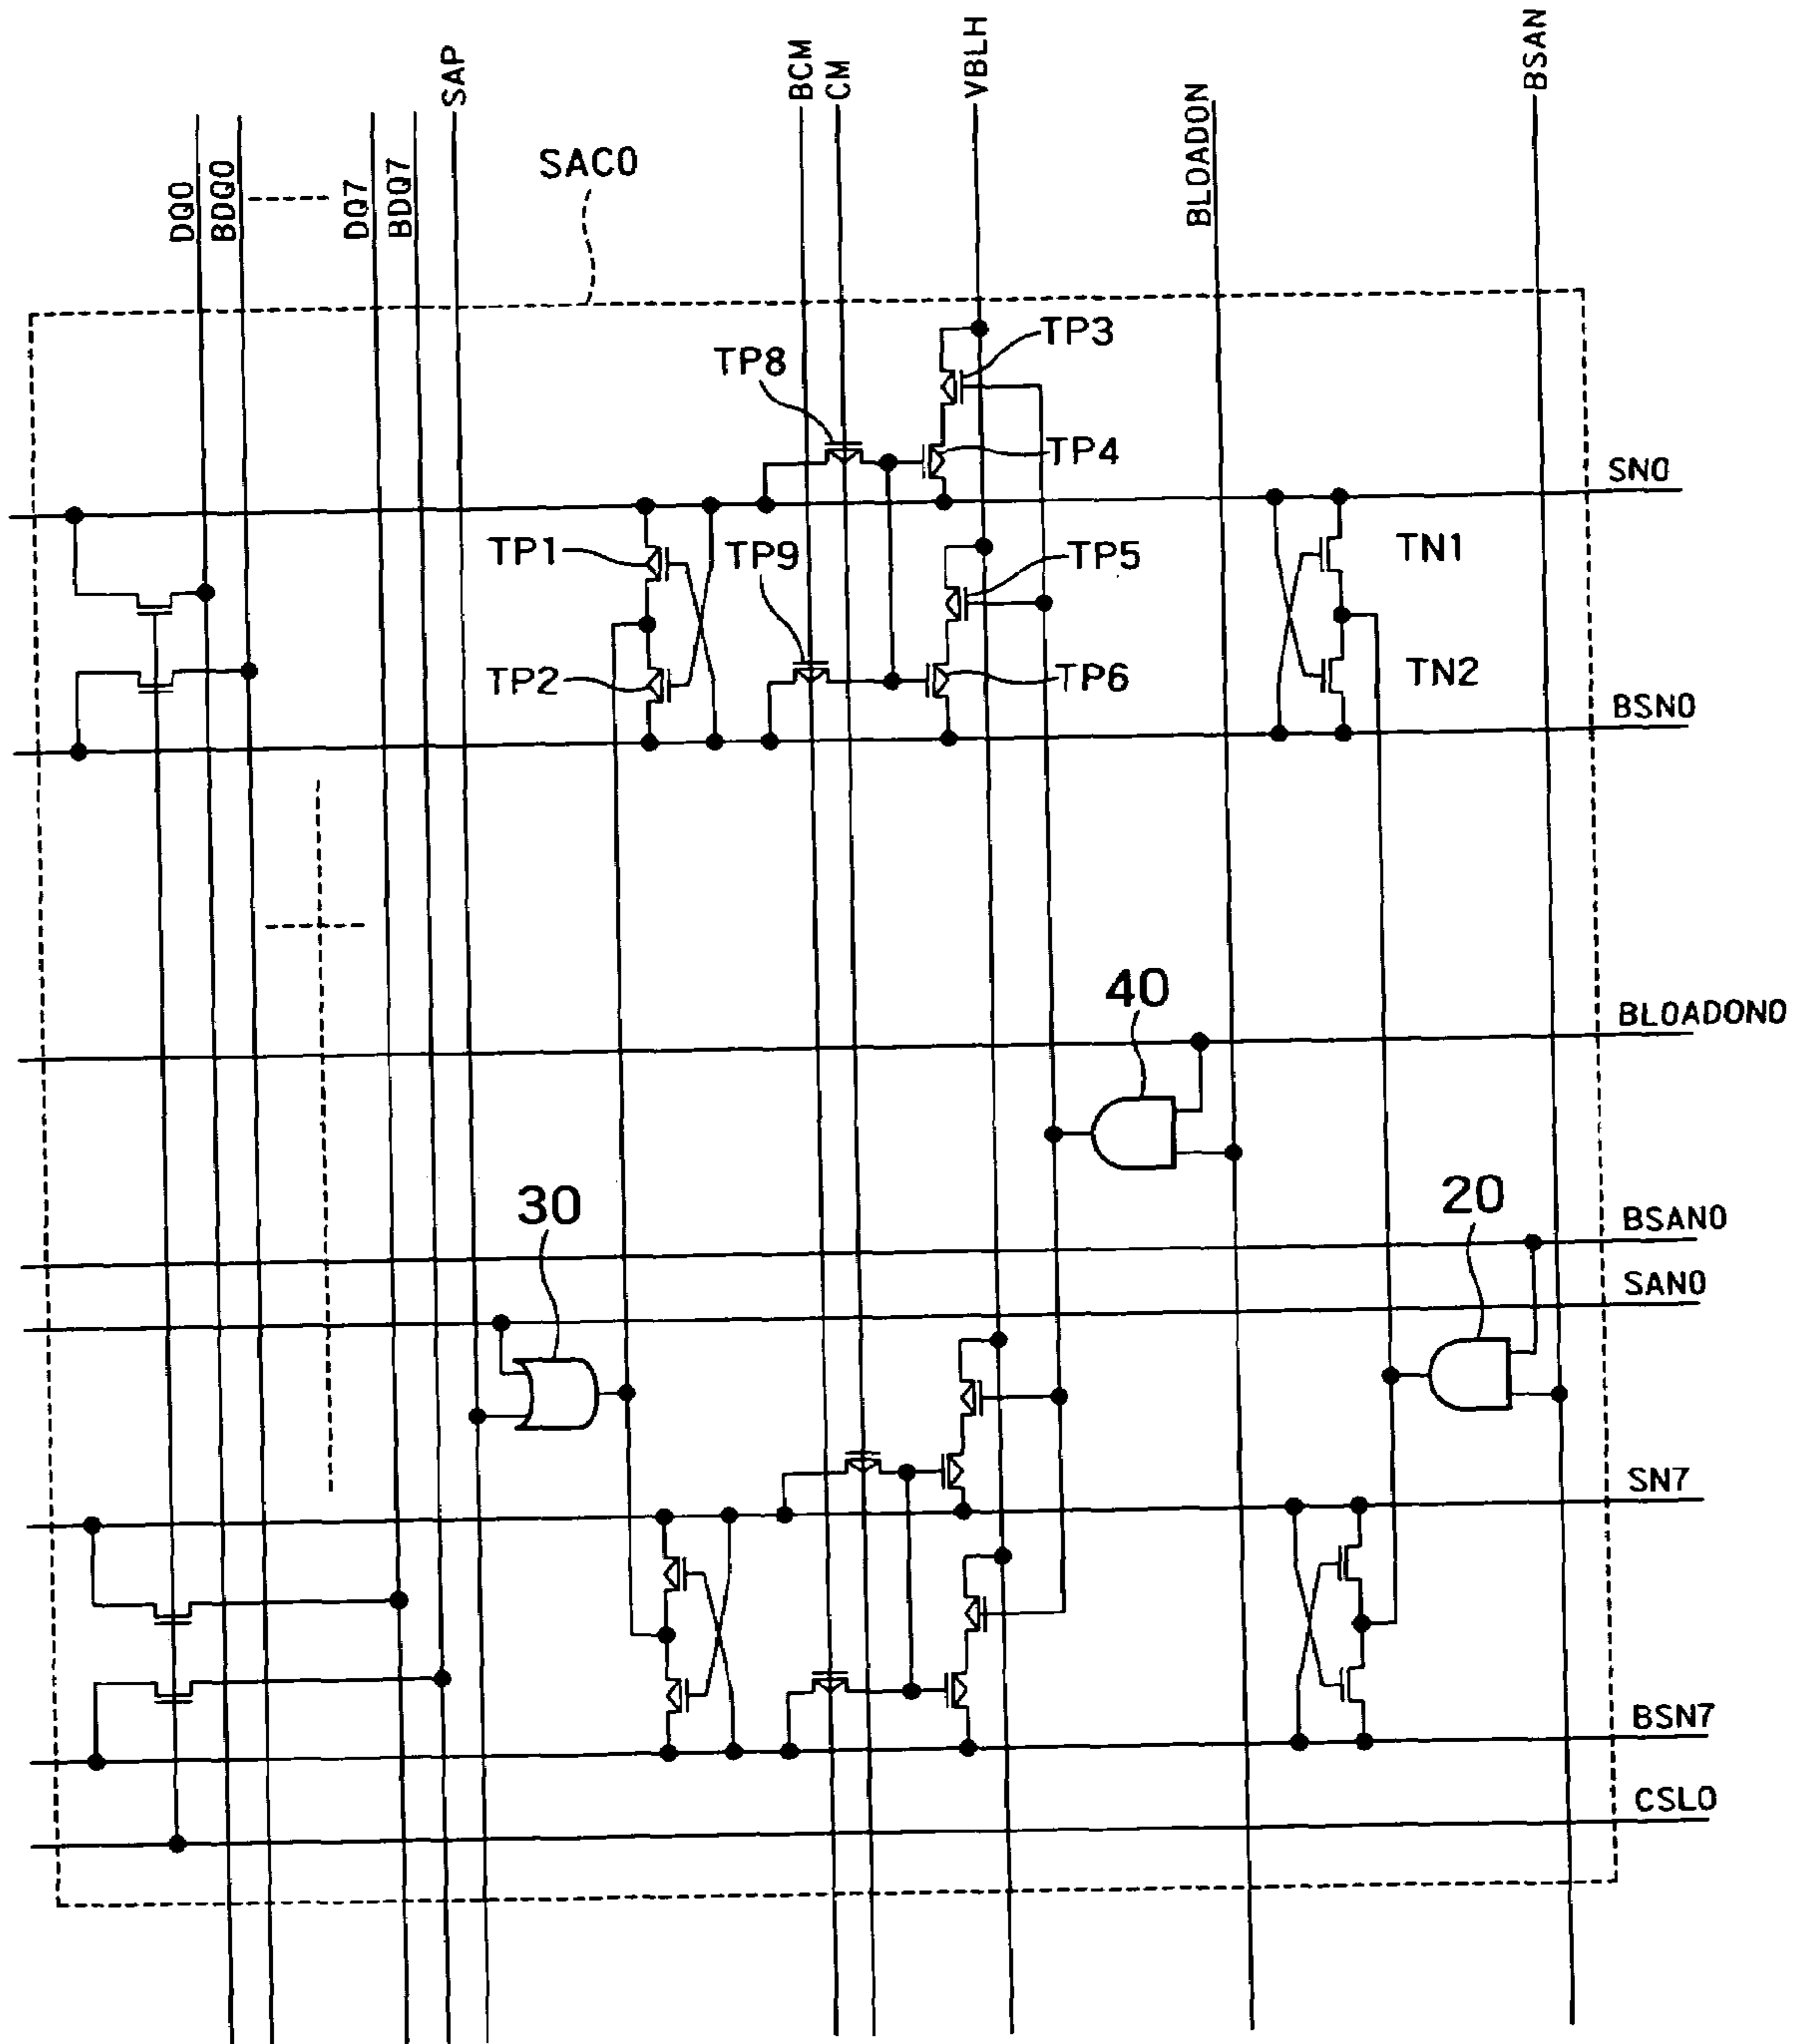 DQ0
BDQ0
DQ7
BDQ7
SAP
BCM
CM
VBLH
BLOADON
BSAN
SAC0
TP3
TP8
TP4
SN0
TP1
TP9
TP5
TN1
TP2
TP6
TN2
BSN0
40
BLOADON0
30
20
BSAN0
SAN0
SN7
BSN7
CSL0